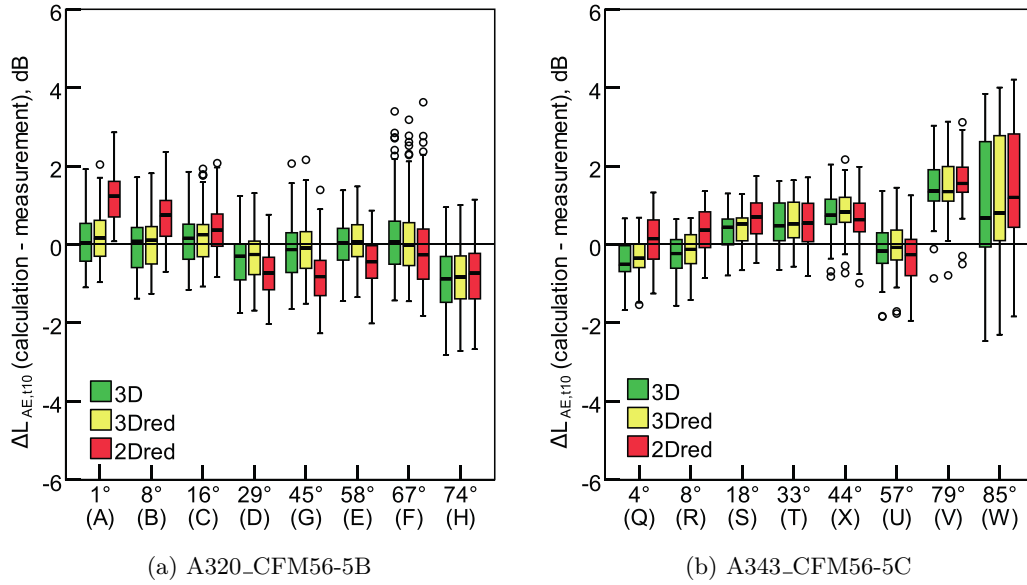 ΔL_AE,t10 (calculation - measurement), dB
6
4
2
0
-2
-4
-6
3D
3Dred
2Dred
1° 8° 16° 29° 45° 58° 67° 74°
(A) (B) (C) (D) (G) (E) (F) (H)
(a) A320_CFM56-5B
ΔL_AE,t10 (calculation - measurement), dB
6
4
2
0
-2
-4
-6
3D
3Dred
2Dred
4° 8° 18° 33° 44° 57° 79° 85°
(Q) (R) (S) (T) (X) (U) (V) (W)
(b) A343_CFM56-5C